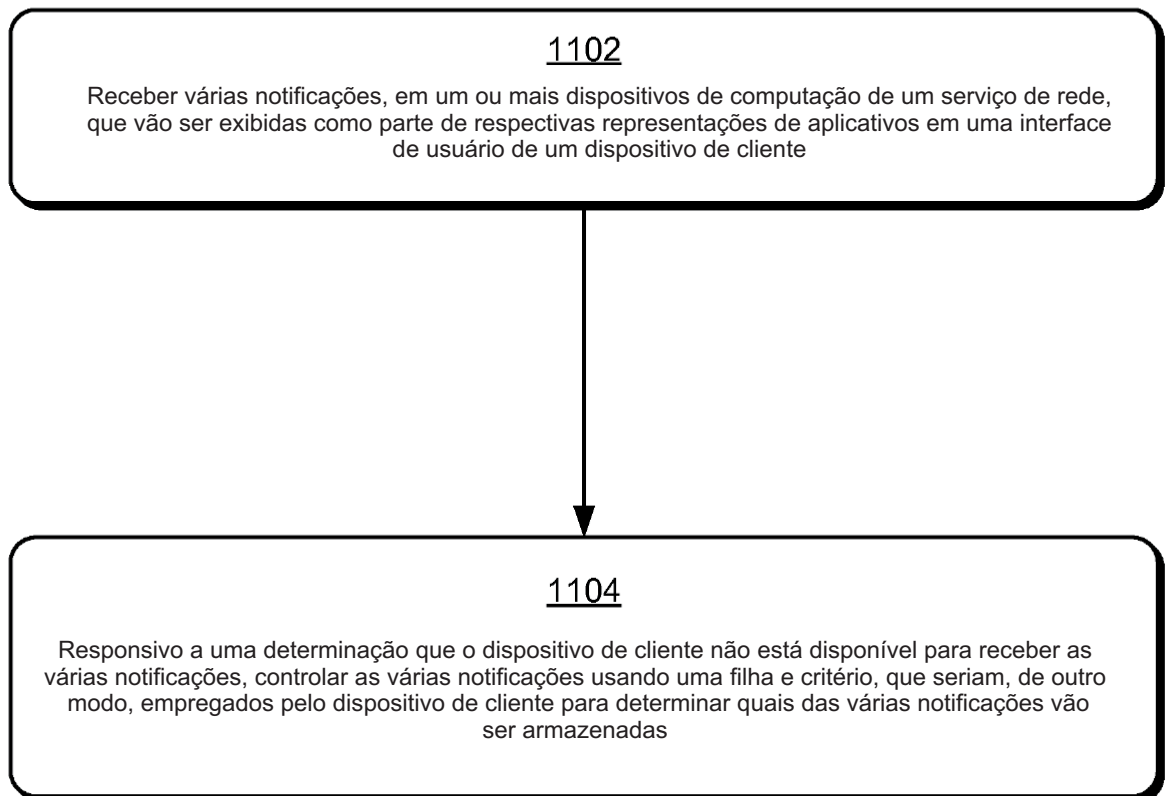 1102
Receber várias notificações, em um ou mais dispositivos de computação de um serviço de rede,
que vão ser exibidas como parte de respectivas representações de aplicativos em uma interface
de usuário de um dispositivo de cliente
1104
Responsivo a uma determinação que o dispositivo de cliente não está disponível para receber as
várias notificações, controlar as várias notificações usando uma filha e critério, que seriam, de outro
modo, empregados pelo dispositivo de cliente para determinar quais das várias notificações vão
ser armazenadas